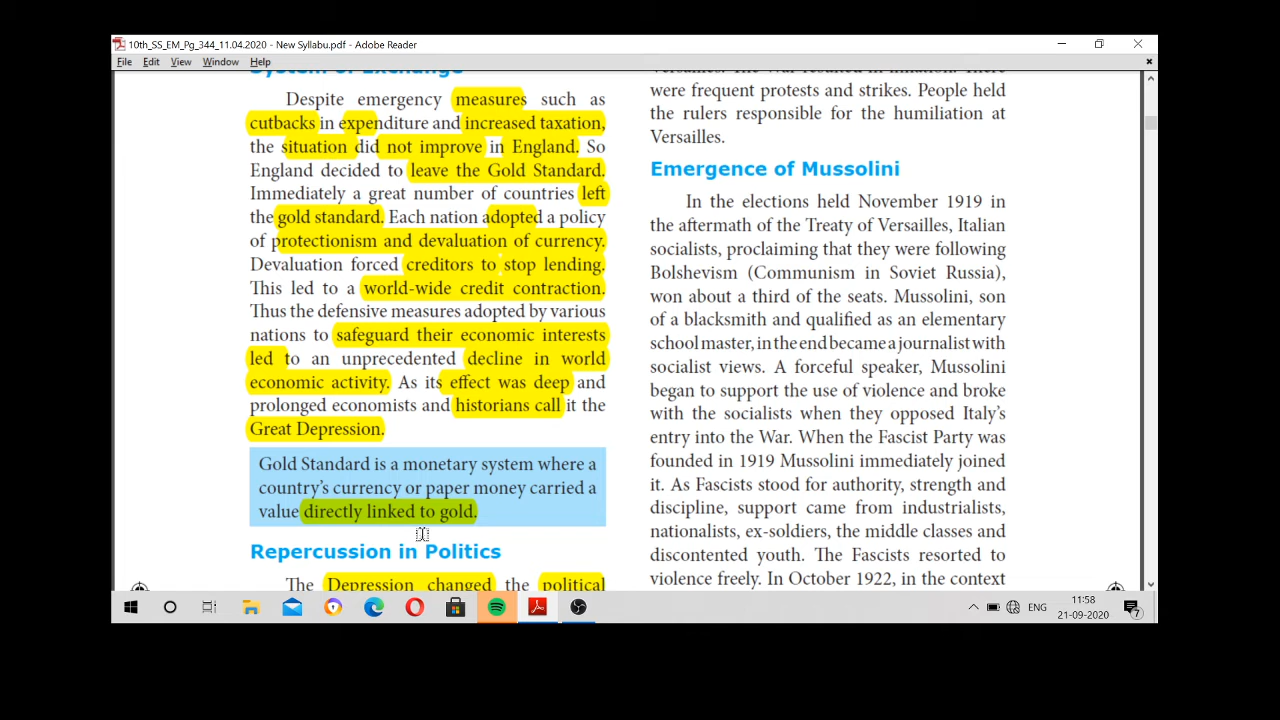 10th_SS_EM_Pg_344_11.04.2020 - New Syllabu.pdf - Adobe Reader
File Edit View Window Help
System of Exchange
Despite emergency measures such as
cutbacks in expenditure and increased taxation,
the situation did not improve in England. So
England decided to leave the Gold Standard.
Immediately a great number of countries left
the gold standard. Each nation adopted a policy
of protectionism and devaluation of currency.
Devaluation forced creditors to stop lending.
This led to a world-wide credit contraction.
Thus the defensive measures adopted by various
nations to safeguard their economic interests
led to an unprecedented decline in world
economic activity. As its effect was deep and
prolonged economists and historians call it the
Great Depression.
Gold Standard is a monetary system where a
country's currency or paper money carried a
value directly linked to gold.
Repercussion in Politics
The Depression changed the political
Versailles. The War resulted in inflation. There
were frequent protests and strikes. People held
the rulers responsible for the humiliation at
Versailles.
Emergence of Mussolini
In the elections held November 1919 in
the aftermath of the Treaty of Versailles, Italian
socialists, proclaiming that they were following
Bolshevism (Communism in Soviet Russia),
won about a third of the seats. Mussolini, son
of a blacksmith and qualified as an elementary
school master, in the end became a journalist with
socialist views. A forceful speaker, Mussolini
began to support the use of violence and broke
with the socialists when they opposed Italy's
entry into the War. When the Fascist Party was
founded in 1919 Mussolini immediately joined
it. As Fascists stood for authority, strength and
discipline, support came from industrialists,
nationalists, ex-soldiers, the middle classes and
discontented youth. The Fascists resorted to
violence freely. In October 1922, in the context
ENG
11:58
21-09-2020
7